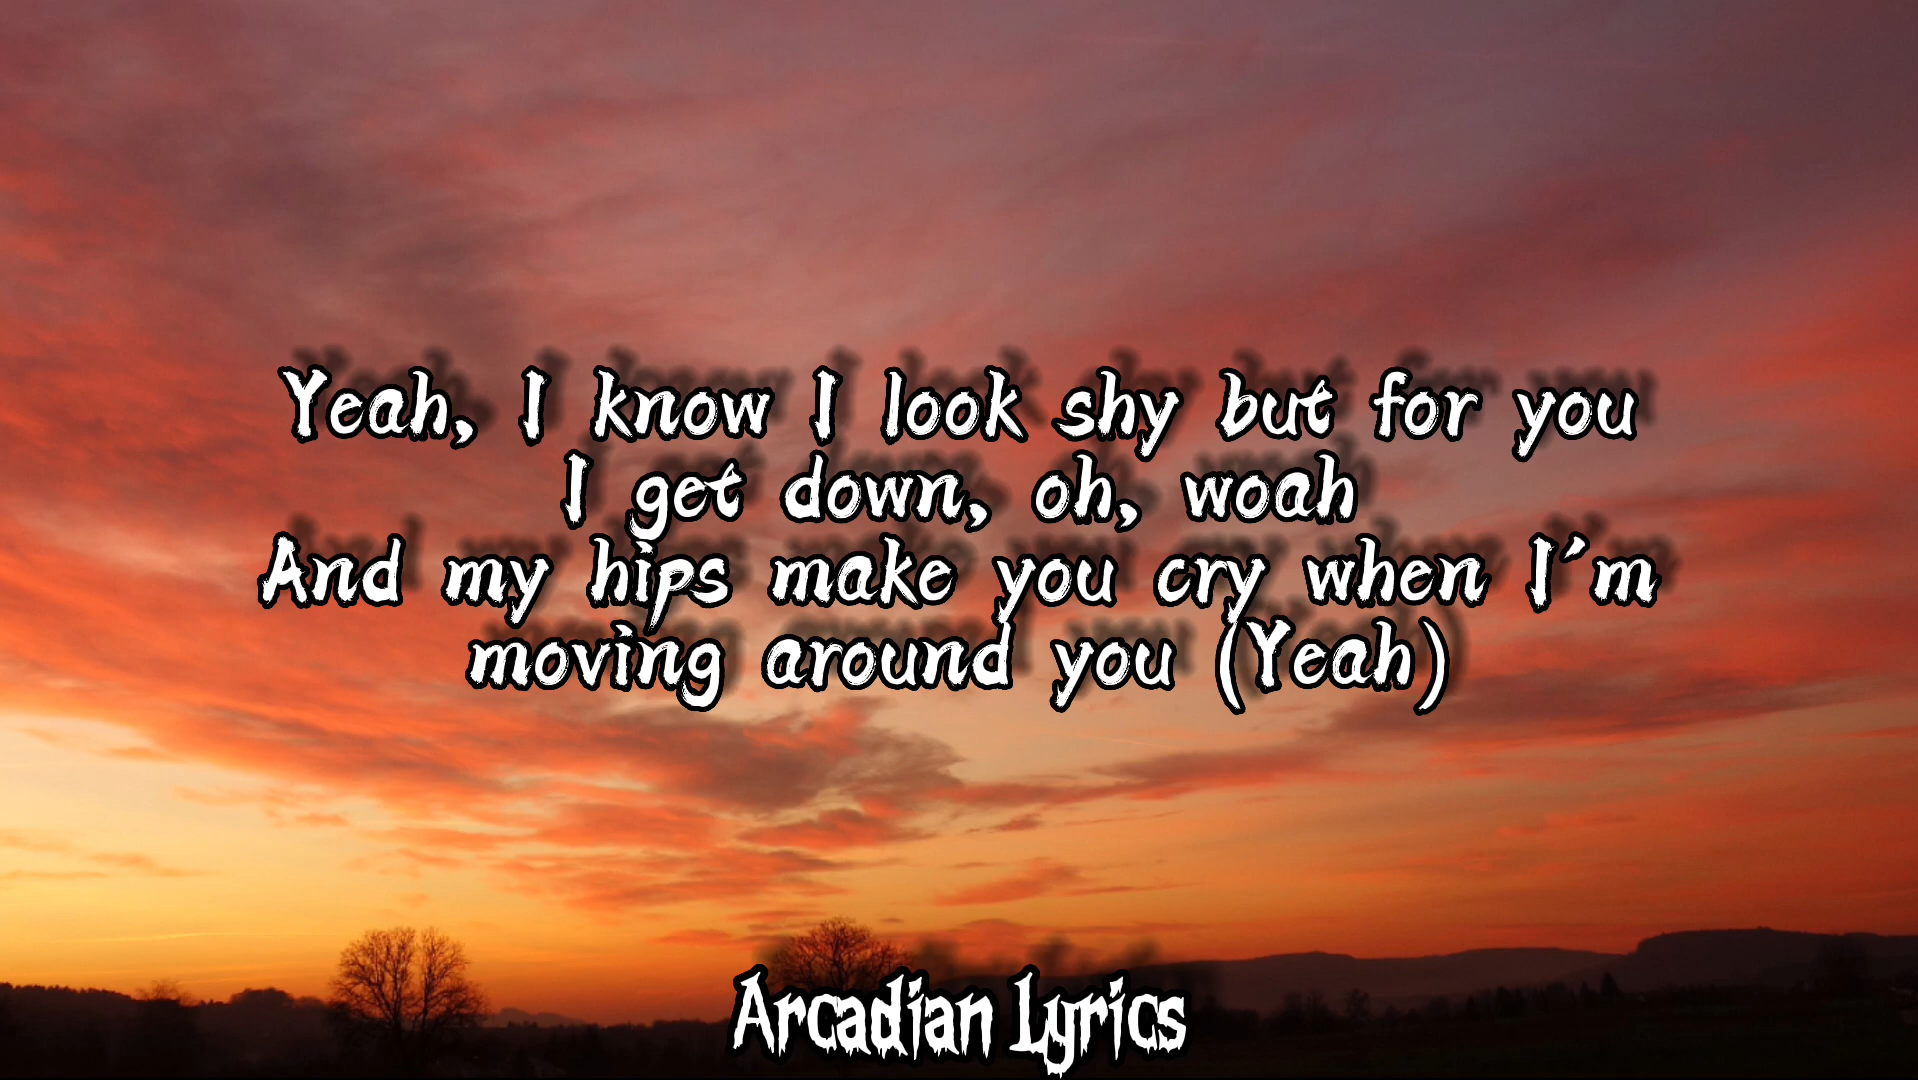 Yeah, I know I look shy but for you
I get down, oh, woah
And my hips make you cry when I'm
moving around you (Yeah)
Arcadian Lyrics